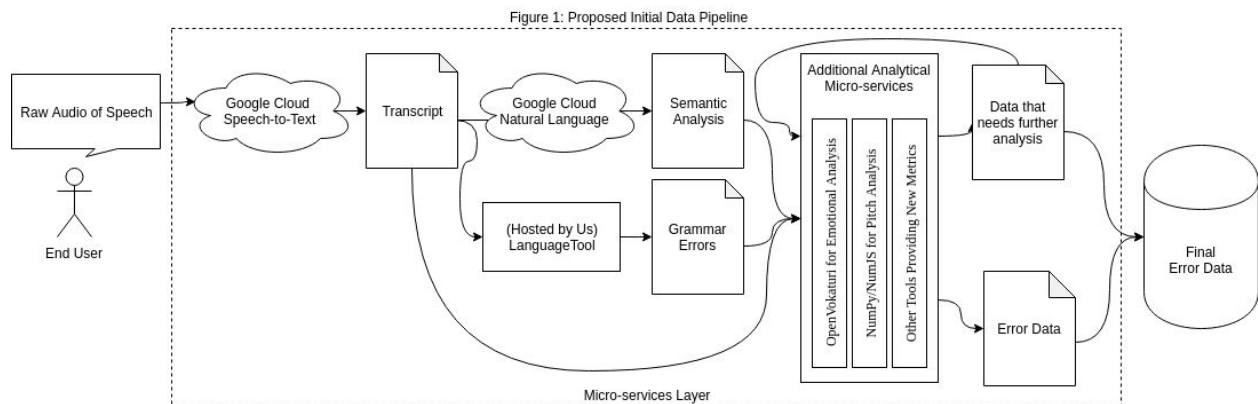 Figure 1: Proposed Initial Data Pipeline
Raw Audio of Speech
End User
Google Cloud
Speech-to-Text
Transcript
Google Cloud
Natural Language
Semantic
Analysis
(Hosted by Us)
LanguageTool
Grammar
Errors
Additional Analytical
Micro-services
OpenVokaturi for Emotional Analysis
NumPy/NumJS for Pitch Analysis
Other Tools Providing New Metrics
Data that
needs further
analysis
Error Data
Final
Error Data
Micro-services Layer